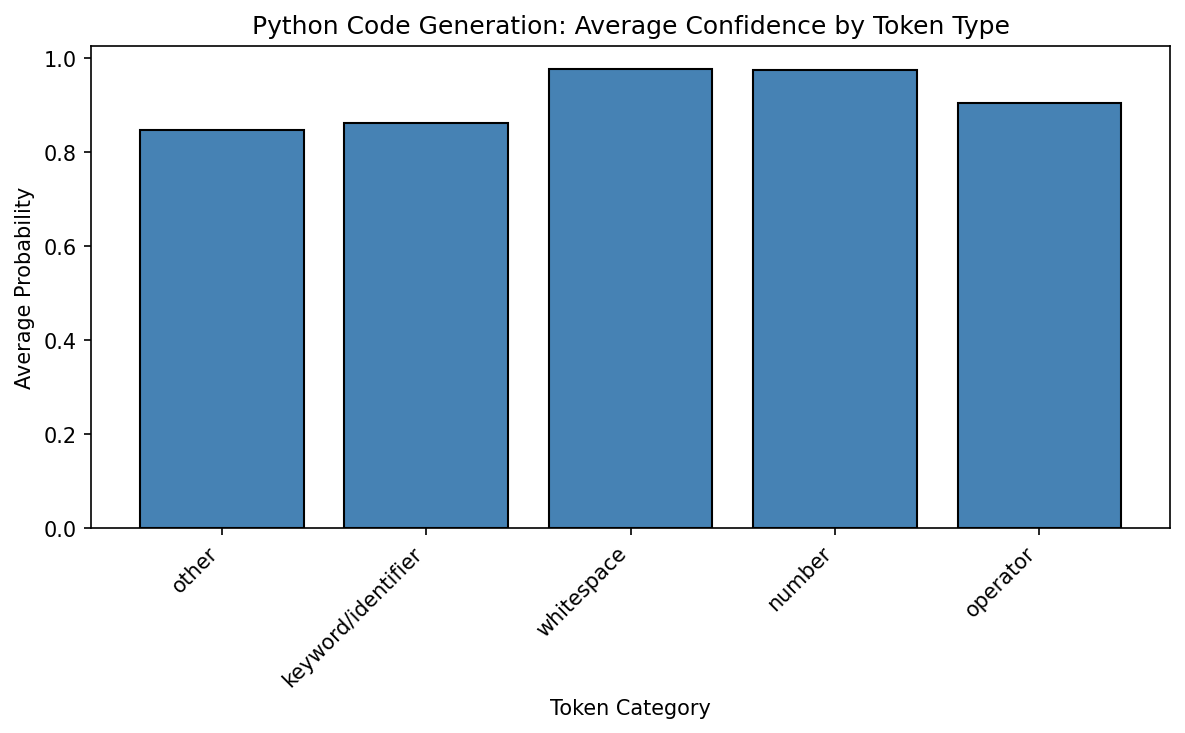 Python Code Generation: Average Confidence by Token Type
Average Probability
1.0
0.8
0.6
0.4
0.2
0.0
other
keyword/identifier
whitespace
number
operator
Token Category